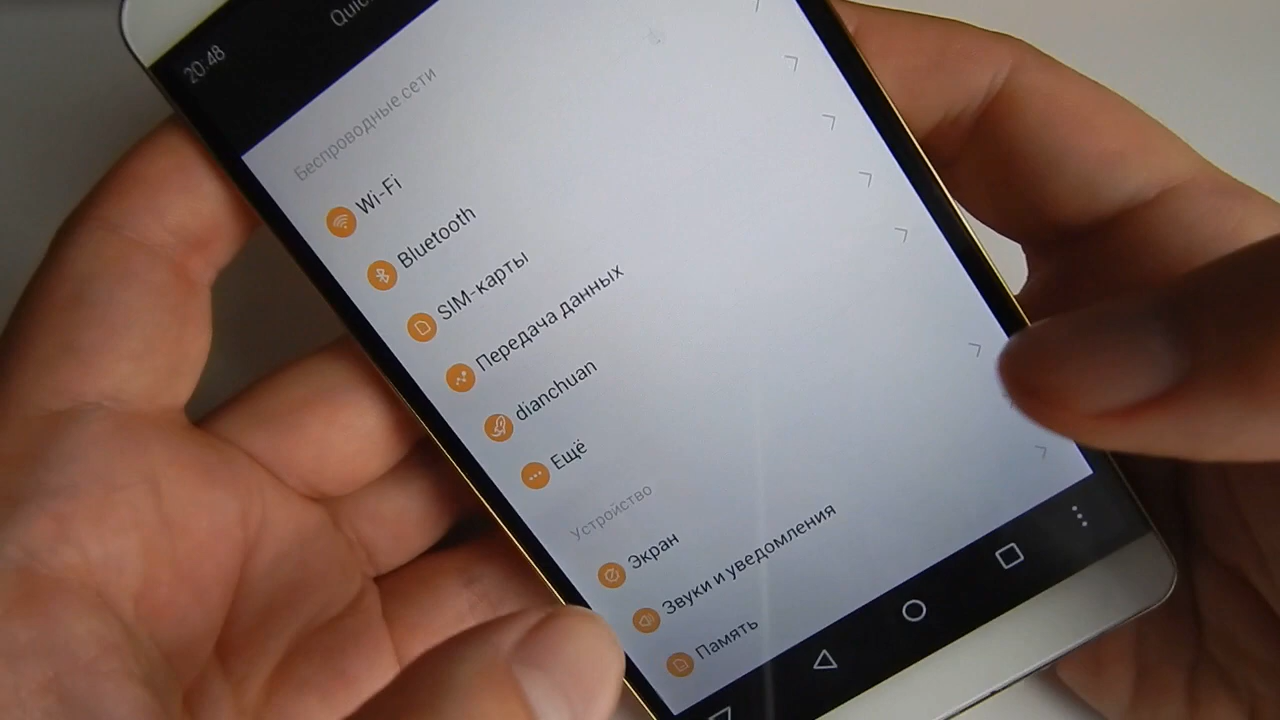 20:48
Беспроводные сети
Wi-Fi
Bluetooth
SIM-карты
Передача данных
dianchuan
Ещё
Устройство
Экран
Звуки и уведомления
Память